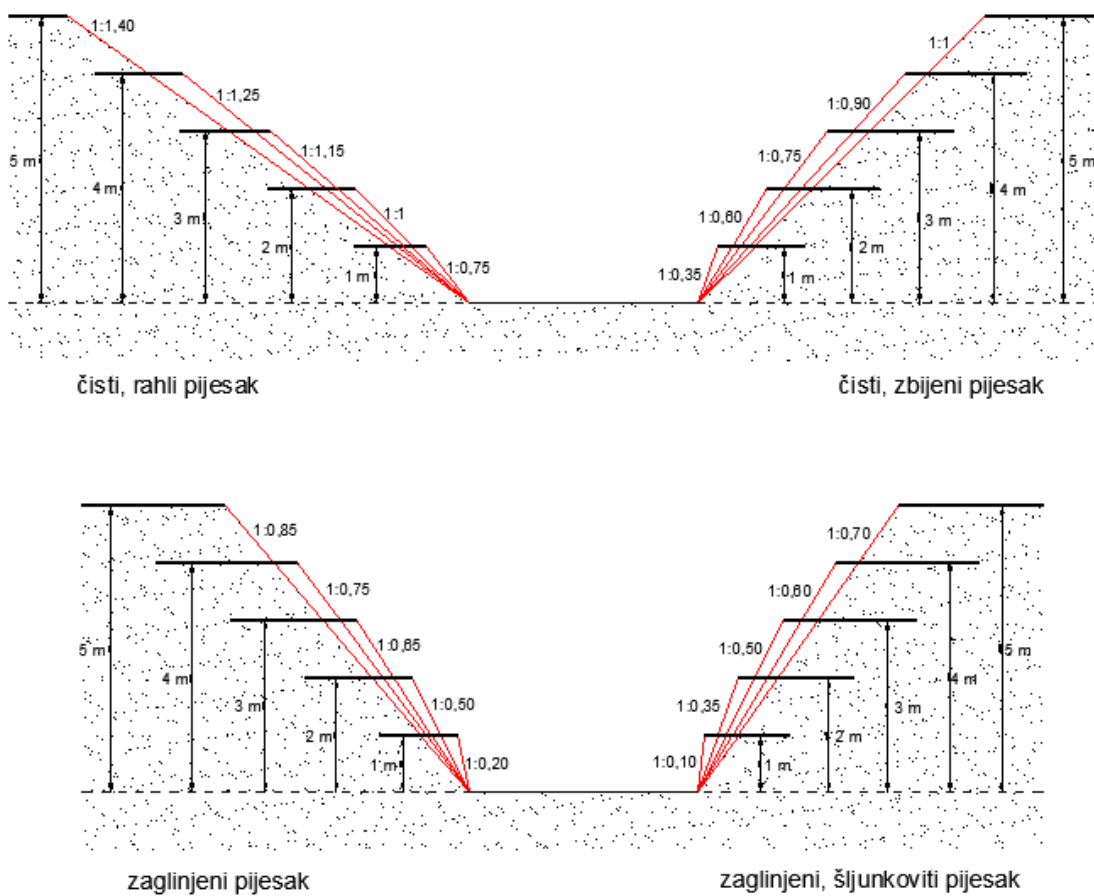 1:1,40
1:1
1:1,25
1:0,90
5 m
4 m
1:1,15
1:0,75
4 m
5 m
3 m
1:1
1:0,60
3 m
2 m
1:0,75
1:0,35
2 m
1 m
1 m
čisti, rahli pijesak
čisti, zbijeni pijesak
1:0,85
1:0,70
1:0,75
1:0,60
5 m
4 m
1:0,65
1:0,50
4 m
5 m
3 m
1:0,50
1:0,35
3 m
2 m
1:0,20
1:0,10
2 m
1 m
1 m
zaglinjeni pijesak
zaglinjeni, šljunkoviti pijesak